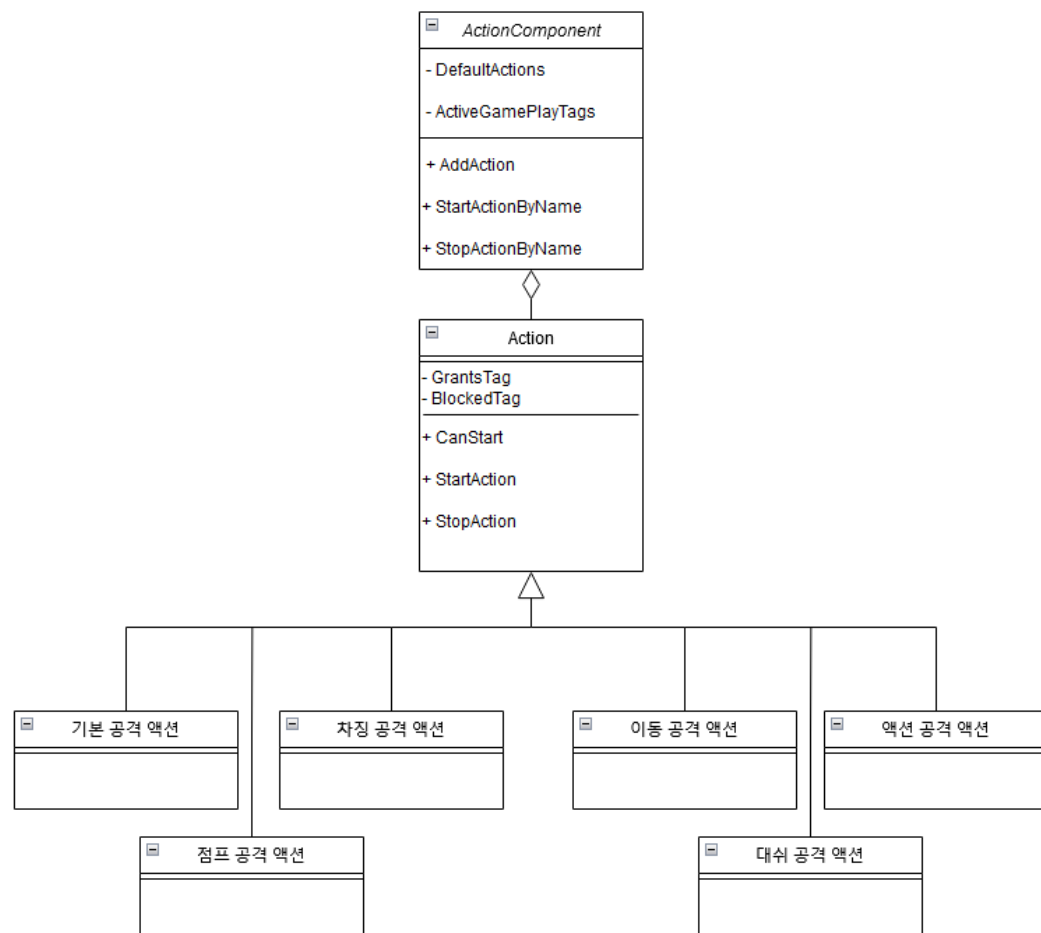 ActionComponent
- DefaultActions
- ActiveGamePlayTags
+ AddAction
+ StartActionByName
+ StopActionByName
Action
- GrantsTag
- BlockedTag
+ CanStart
+ StartAction
+ StopAction
기본 공격 액션
차징 공격 액션
이동 공격 액션
액션 공격 액션
점프 공격 액션
대쉬 공격 액션